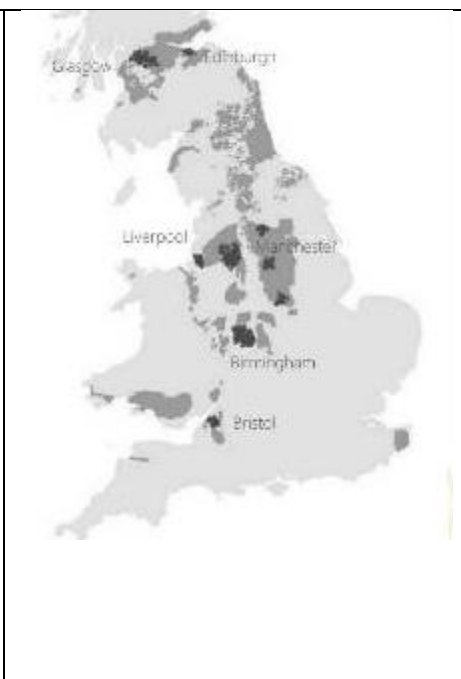 Glasgow
Edinburgh
Liverpool
Manchester
Birmingham
Bristol